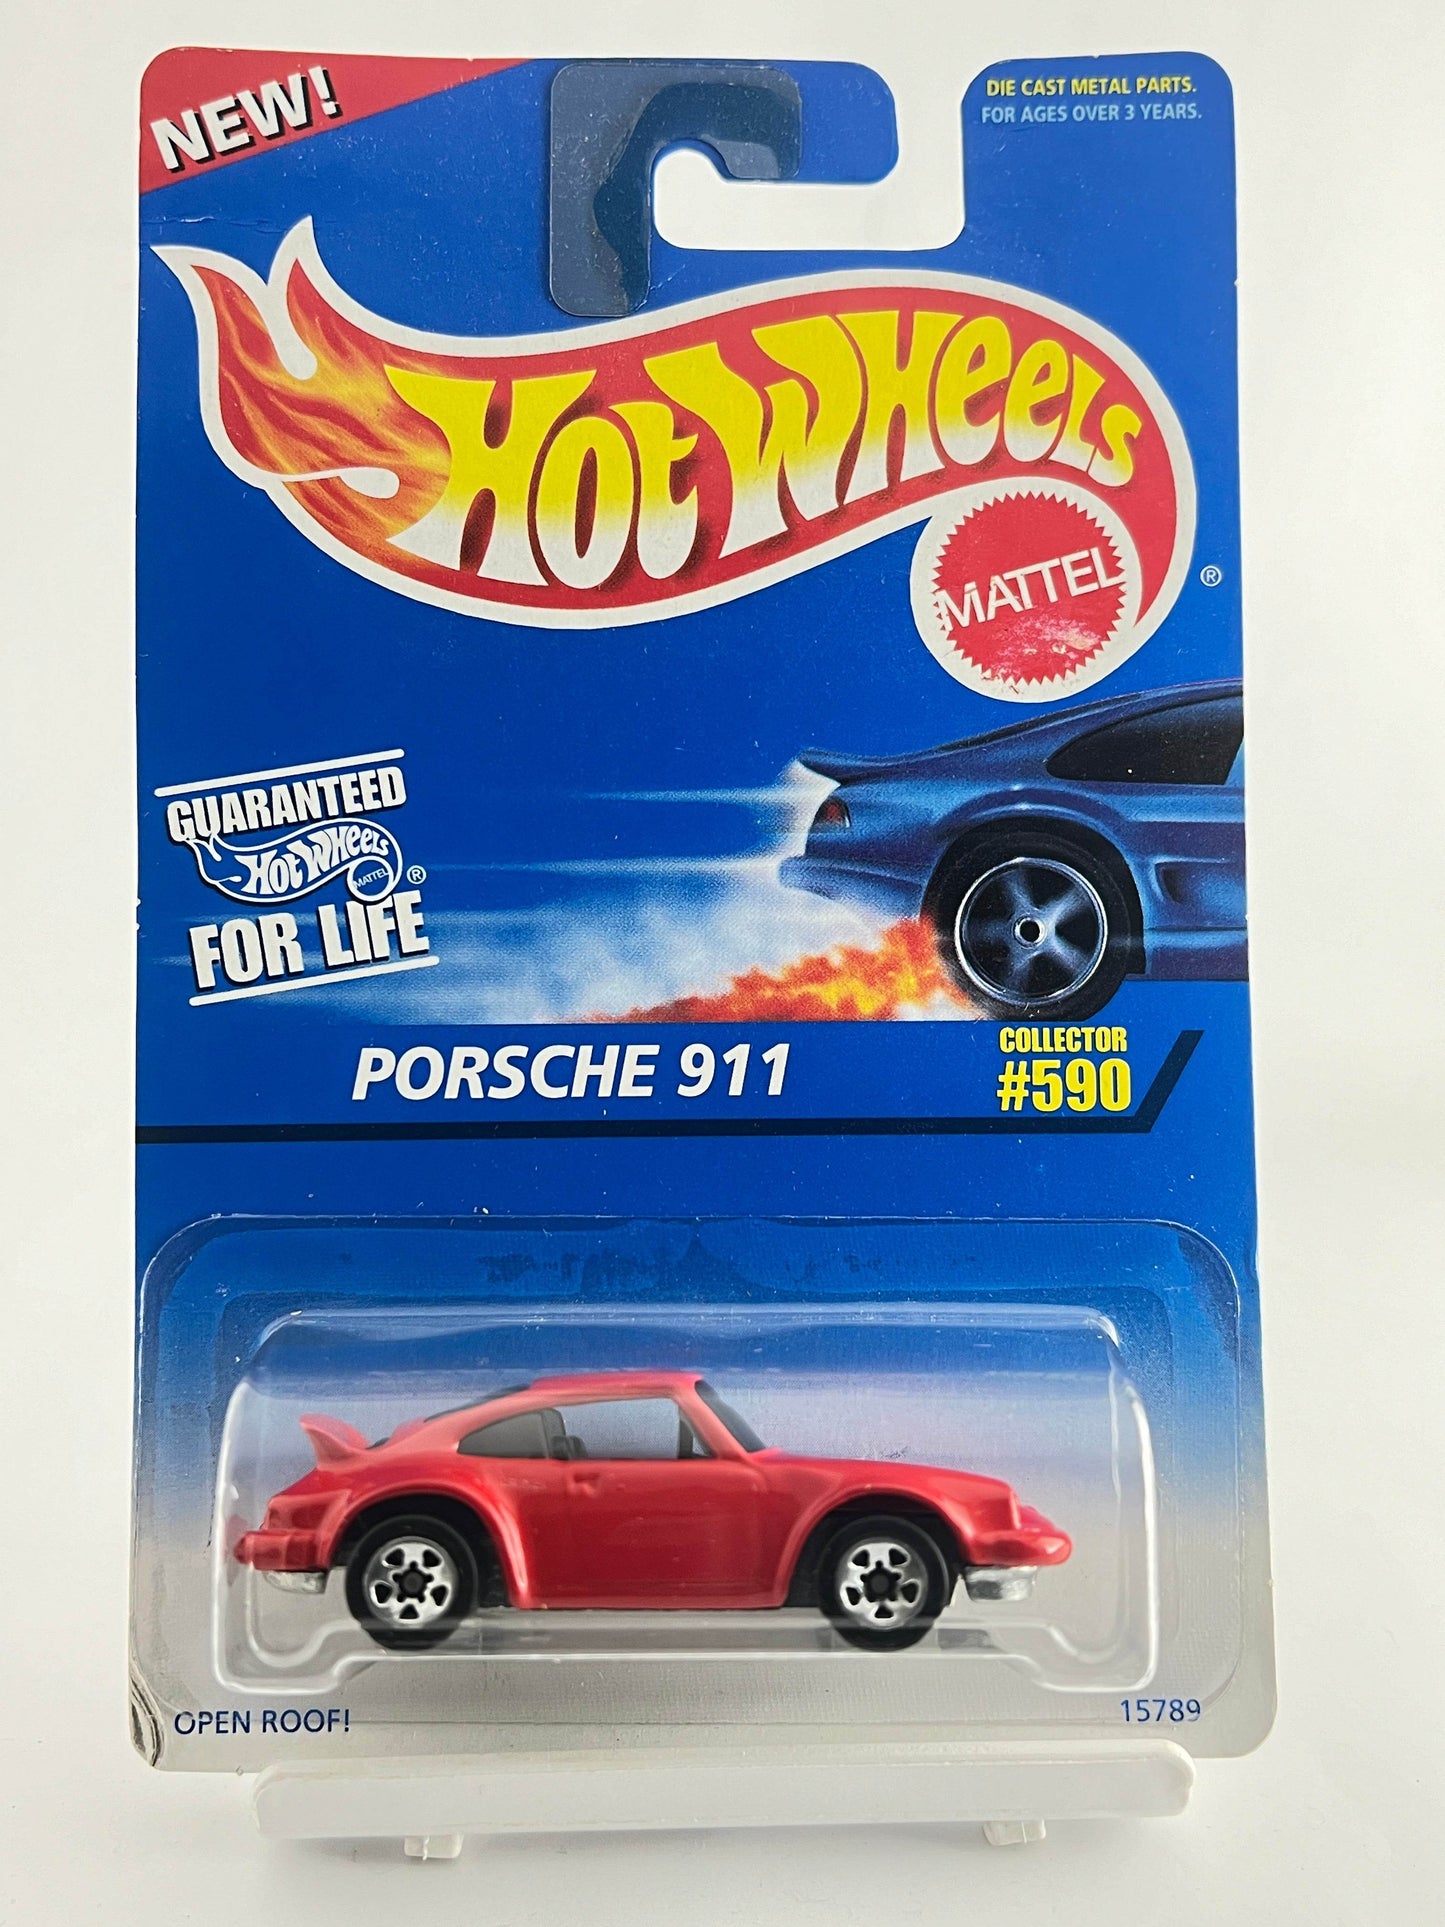 NEW!
DIE CAST METAL PARTS.
FOR AGES OVER 3 YEARS.
HOT WHEELS
MATTEL
®
GUARANTEED
HOT WHEELS
MATTEL ®
FOR LIFE
PORSCHE 911
COLLECTOR
#590
OPEN ROOF!
15789